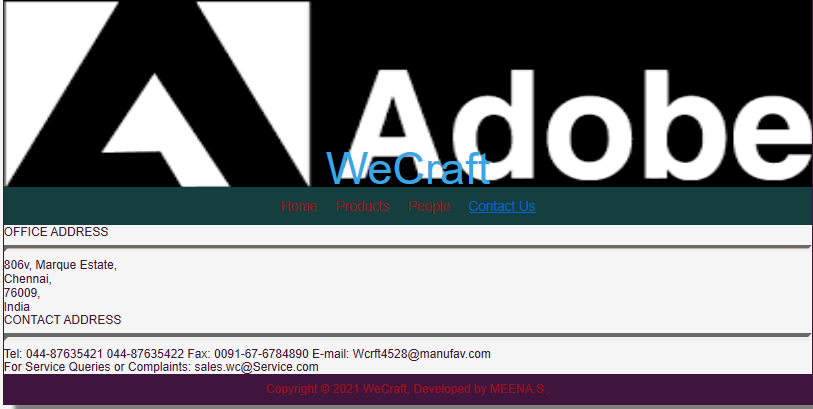 Adobe
WeCraft
Home Products People Contact Us
OFFICE ADDRESS
806v, Marque Estate,
Chennai,
76009,
India
CONTACT ADDRESS
Tel: 044-87635421 044-87635422 Fax: 0091-67-6784890 E-mail: Wcrft4528@manufav.com
For Service Queries or Complaints: sales.wc@Service.com
Copyright © 2021 WeCraft, Developed by MEENA.S .